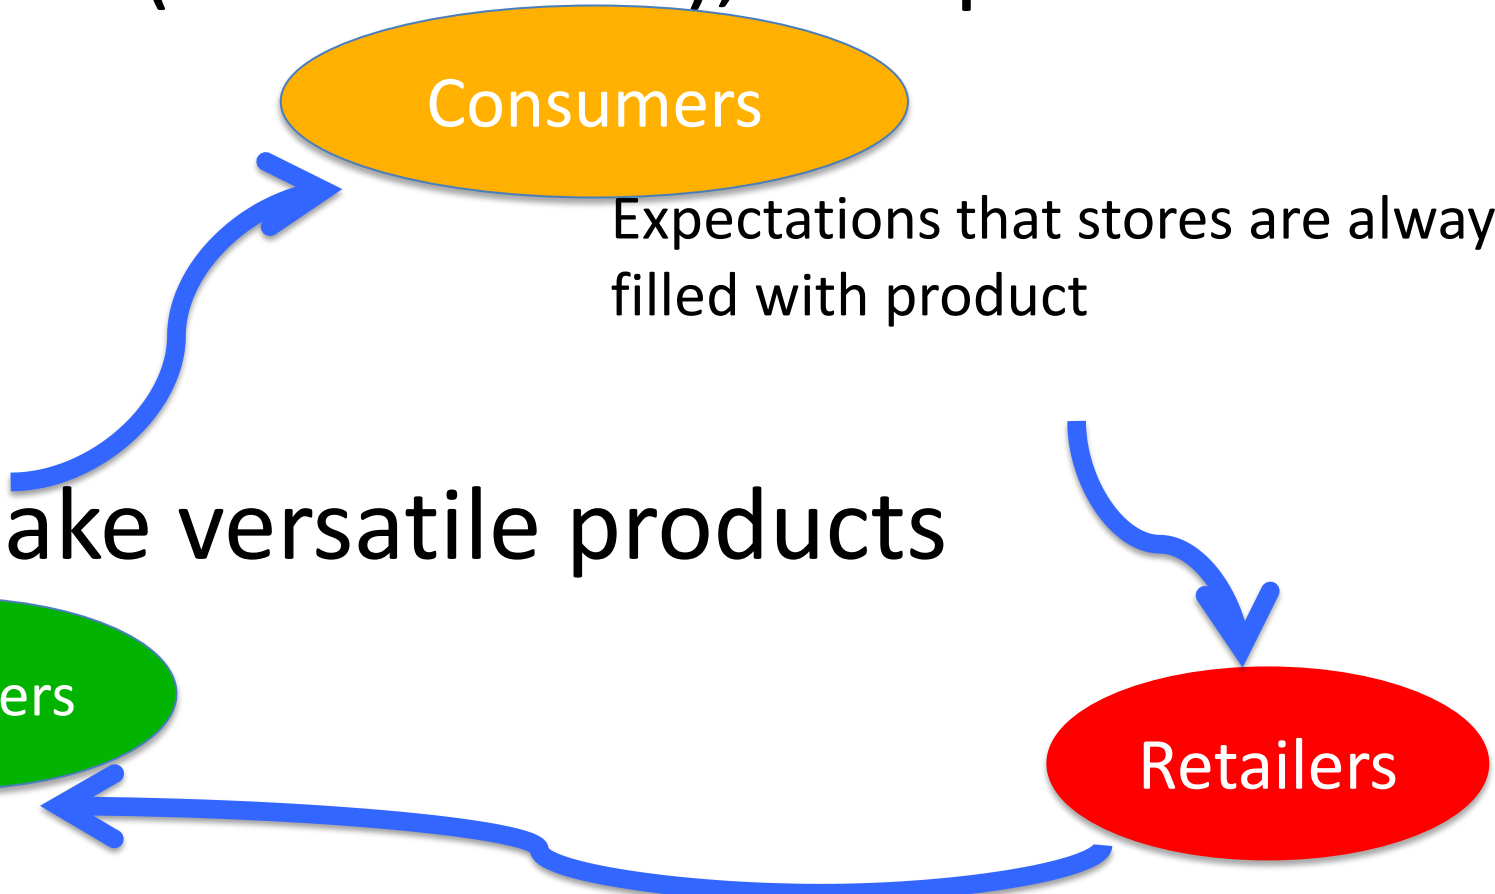 Consumers
Expectations that stores are alway
filled with product
ake versatile products
ers
Retailers